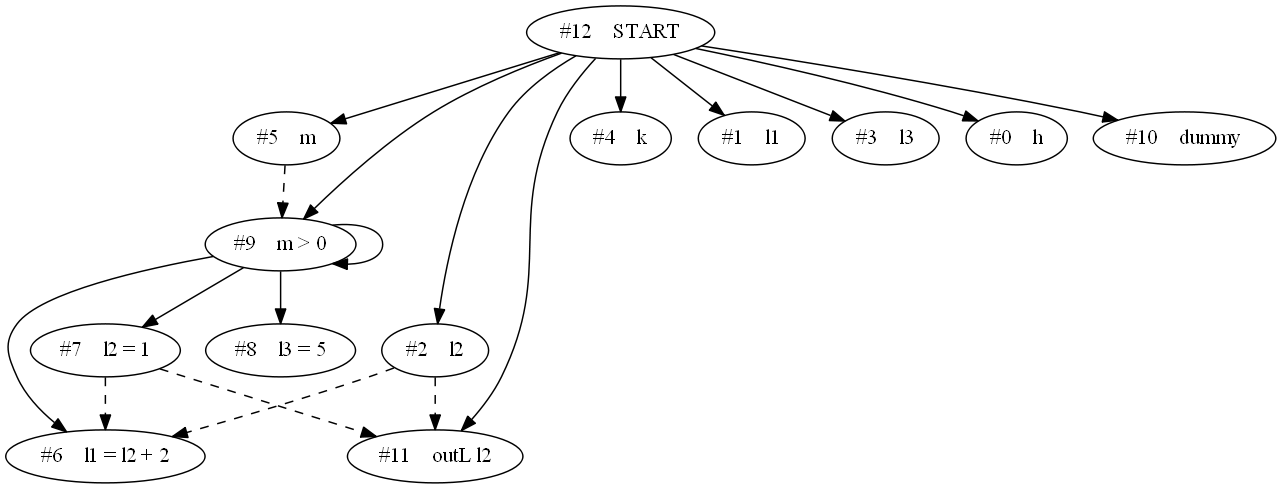 #12 START
#5 m
#4 k
#1 l1
#3 l3
#0 h
#10 dummy
#9 m > 0
#7 l2 = 1
#8 l3 = 5
#2 l2
#6 l1 = l2 + 2
#11 outL l2